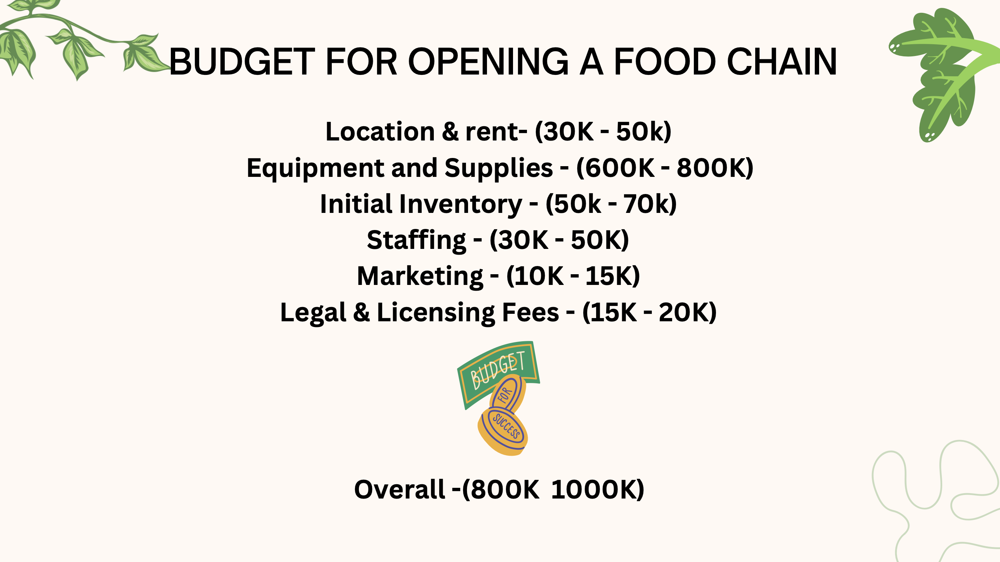 BUDGET FOR OPENING A FOOD CHAIN
Location & rent- (30K - 50k)
Equipment and Supplies - (600K - 800K)
Initial Inventory - (50k - 70k)
Staffing - (30K - 50K)
Marketing - (10K - 15K)
Legal & Licensing Fees - (15K - 20K)
BUDGET
FOR
SUCCESS
Overall -(800K  1000K)